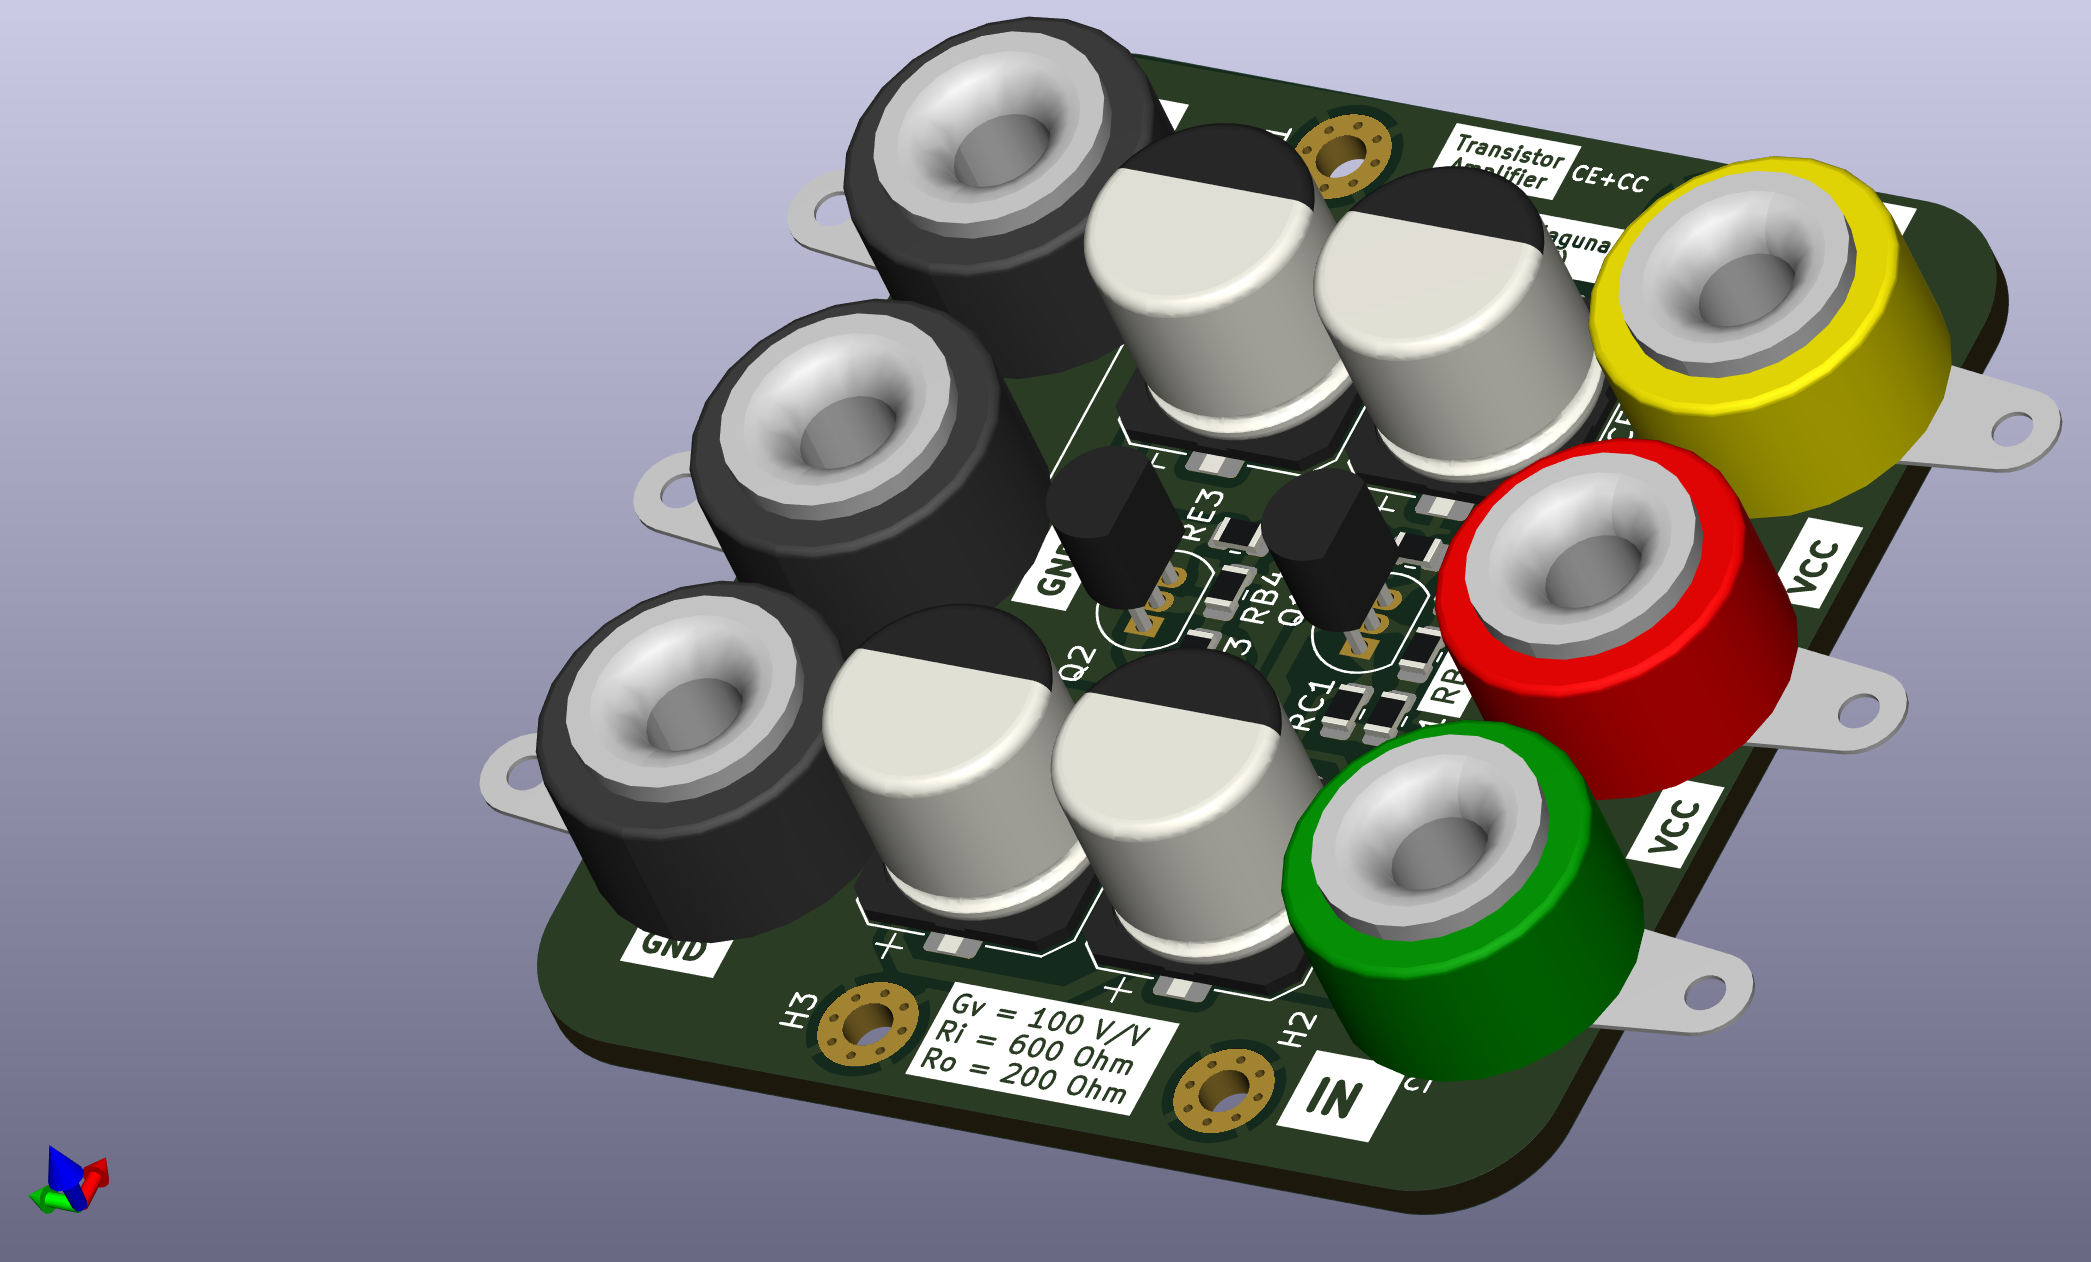 Transistor
Amplifier
CE+CC
RE3
RB4
Q2
RC1
VCC
VCC
GND
H3
H2
Gv = 100 V/V
Ri = 600 Ohm
Ro = 200 Ohm
IN